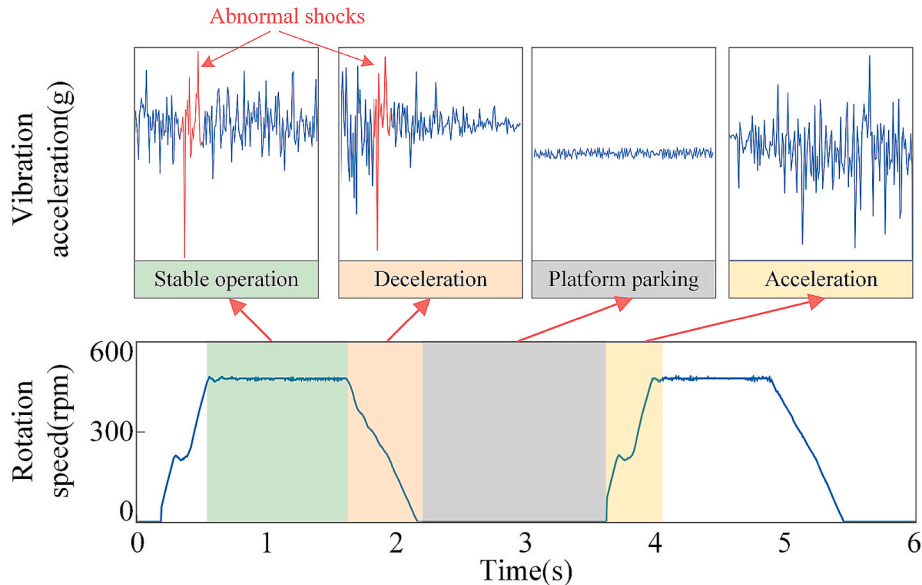 Abnormal shocks
Vibration
acceleration(g)
Stable operation
Deceleration
Platform parking
Acceleration
Rotation
speed(rpm)
600
300
0
0 1 2 3 4 5 6
Time(s)